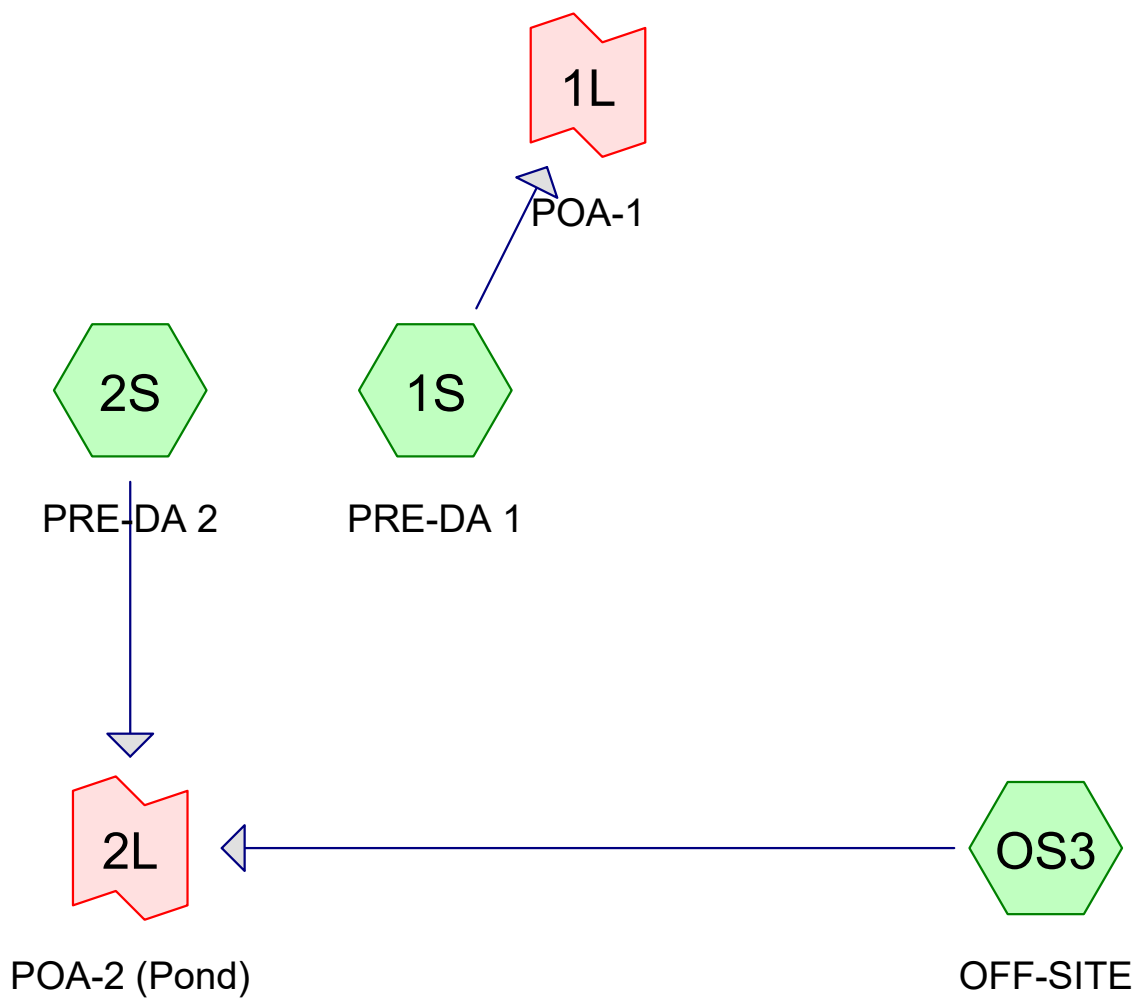 1L
POA-1
2S
1S
PRE-DA 2
PRE-DA 1
2L
OS3
POA-2 (Pond)
OFF-SITE